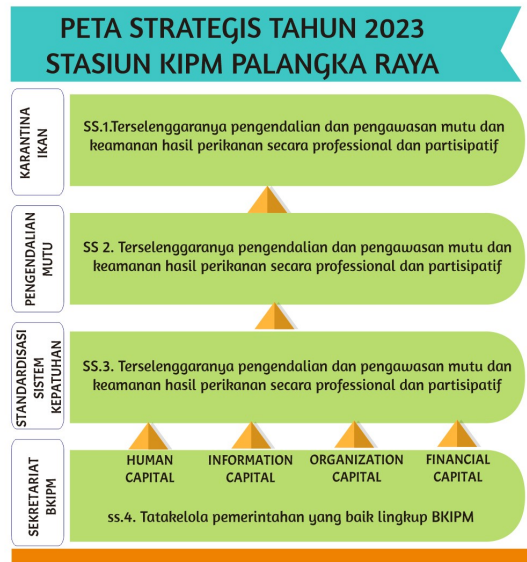 PETA STRATEGIS TAHUN 2023
STASIUN KIPM PALANGKA RAYA
KARANTINA
IKAN
SS.1.Terselenggaranya pengendalian dan pengawasan mutu dan
keamanan hasil perikanan secara professional dan partisipatif
PENGENDALIAN
MUTU
SS 2. Terselenggaranya pengendalian dan pengawasan mutu dan
keamanan hasil perikanan secara professional dan partisipatif
STANDARDISASI
SISTEM
KEPATUHAN
SS.3. Terselenggaranya pengendalian dan pengawasan mutu dan
keamanan hasil perikanan secara professional dan partisipatif
SEKRETARIAT
BKIPM
HUMAN
CAPITAL
INFORMATION
CAPITAL
ORGANIZATION
CAPITAL
FINANCIAL
CAPITAL
ss.4. Tatakelola pemerintahan yang baik lingkup BKIPM